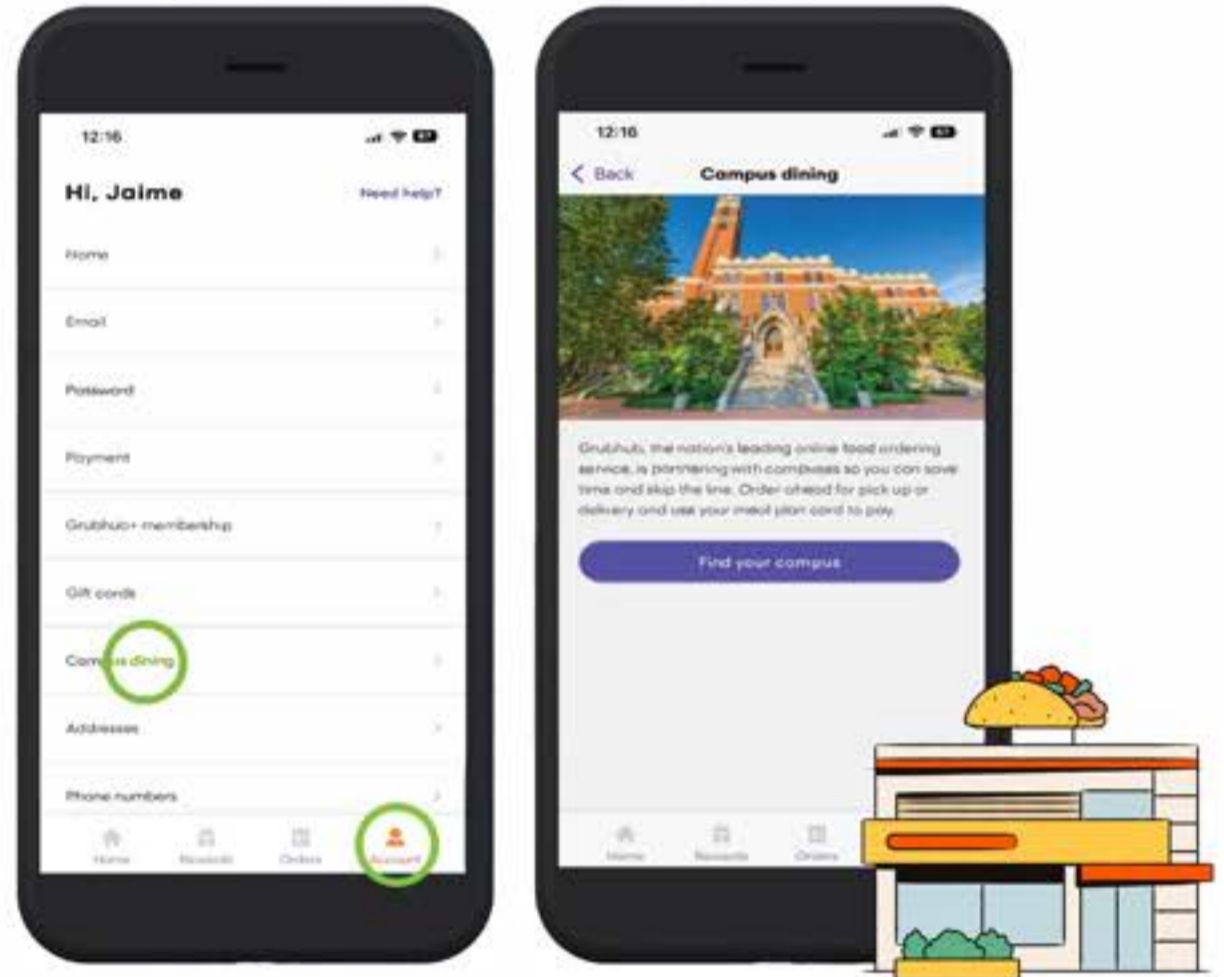 12:16
67
Hi, Jaime
Need help?
Name
Email
Password
Payment
Grubhub+ membership
Gift cards
Campus dining
Addresses
Phone numbers
Home
Rewards
Orders
Account
12:16
67
Back
Campus dining
Grubhub, the nation's leading online food ordering
service, is partnering with campuses so you can save
time and skip the line. Order ahead for pick up or
delivery and use your meal plan card to pay.
Find your campus
Home
Rewards
Orders